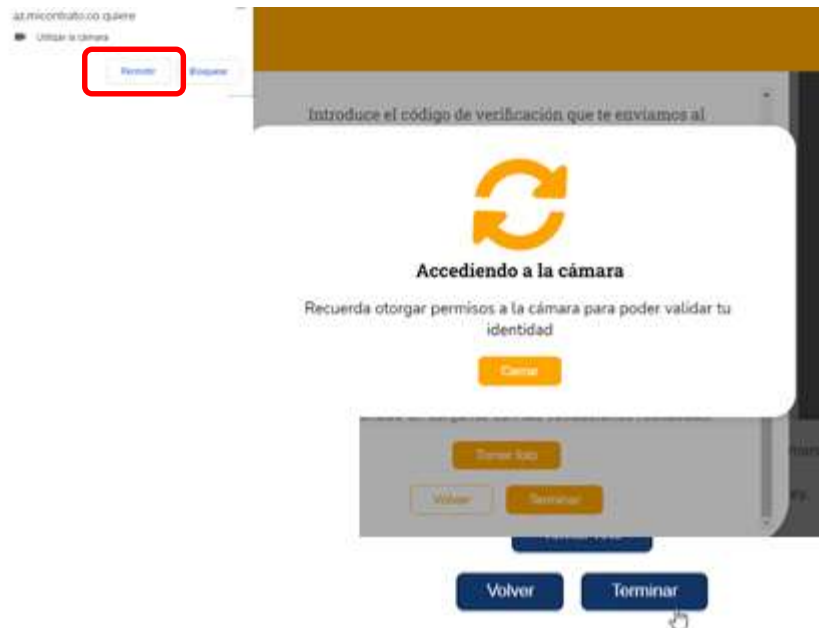 az.micontrato.co quiere
Utilizar la cámara
Permitir
Bloquear
Introduce el código de verificación que te enviamos al
Accediendo a la cámara
Recuerda otorgar permisos a la cámara para poder validar tu
identidad
Cerrar
Tomar foto
Volver
Terminar
Volver
Terminar